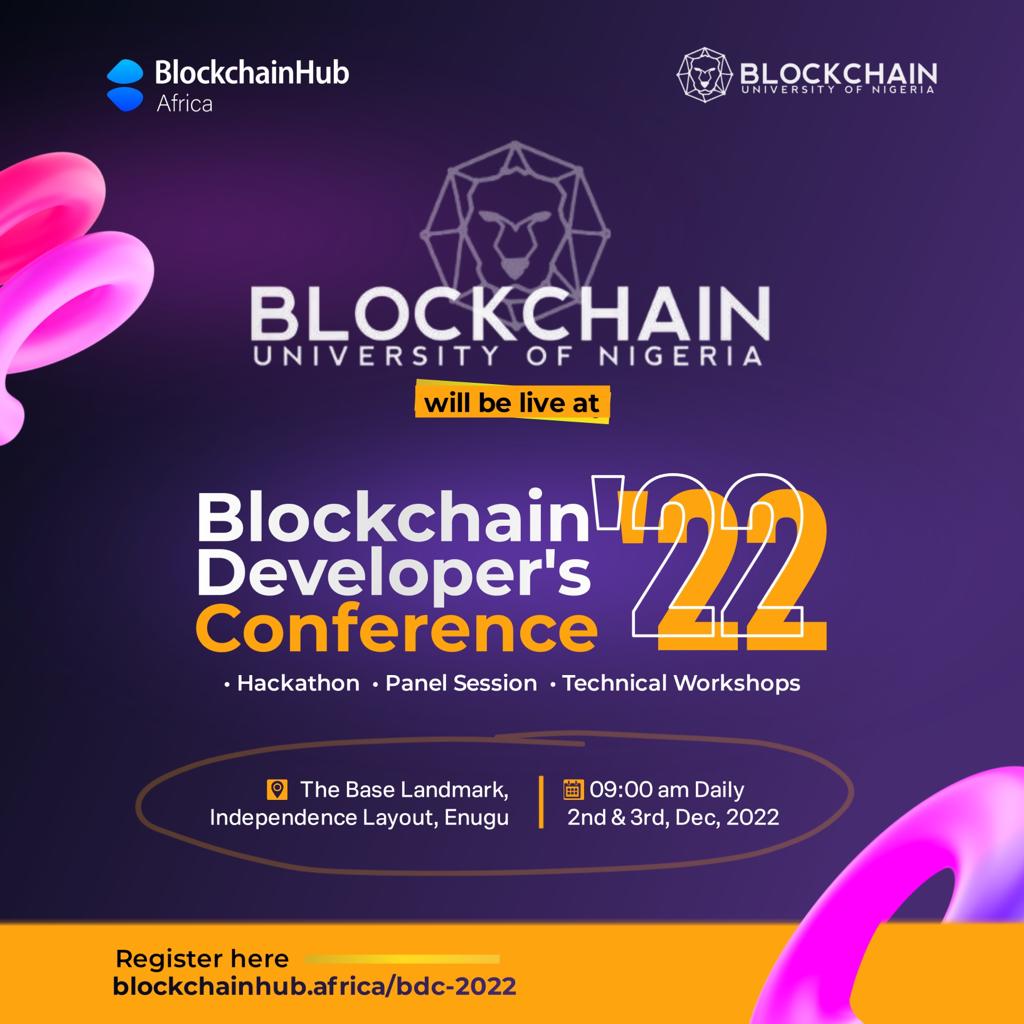 BlockchainHub
Africa
BLOCKCHAIN
UNIVERSITY OF NIGERIA
BLOCKCHAIN
UNIVERSITY OF NIGERIA
will be live at
Blockchain '22
Developer's
Conference
• Hackathon • Panel Session • Technical Workshops
The Base Landmark,
Independence Layout, Enugu
09:00 am Daily
2nd & 3rd, Dec, 2022
Register here
blockchainhub.africa/bdc-2022